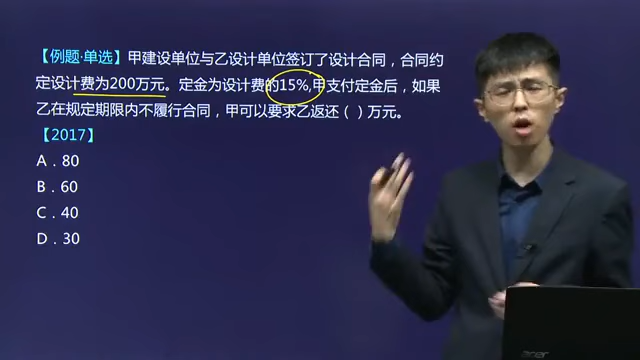 【例题·单选】甲建设单位与乙设计单位签订了设计合同，合同约
定设计费为200万元。定金为设计费的15%,甲支付定金后，如果
乙在规定期限内不履行合同，甲可以要求乙返还（ ）万元。
【2017】
A．80
B．60
C．40
D．30
acer